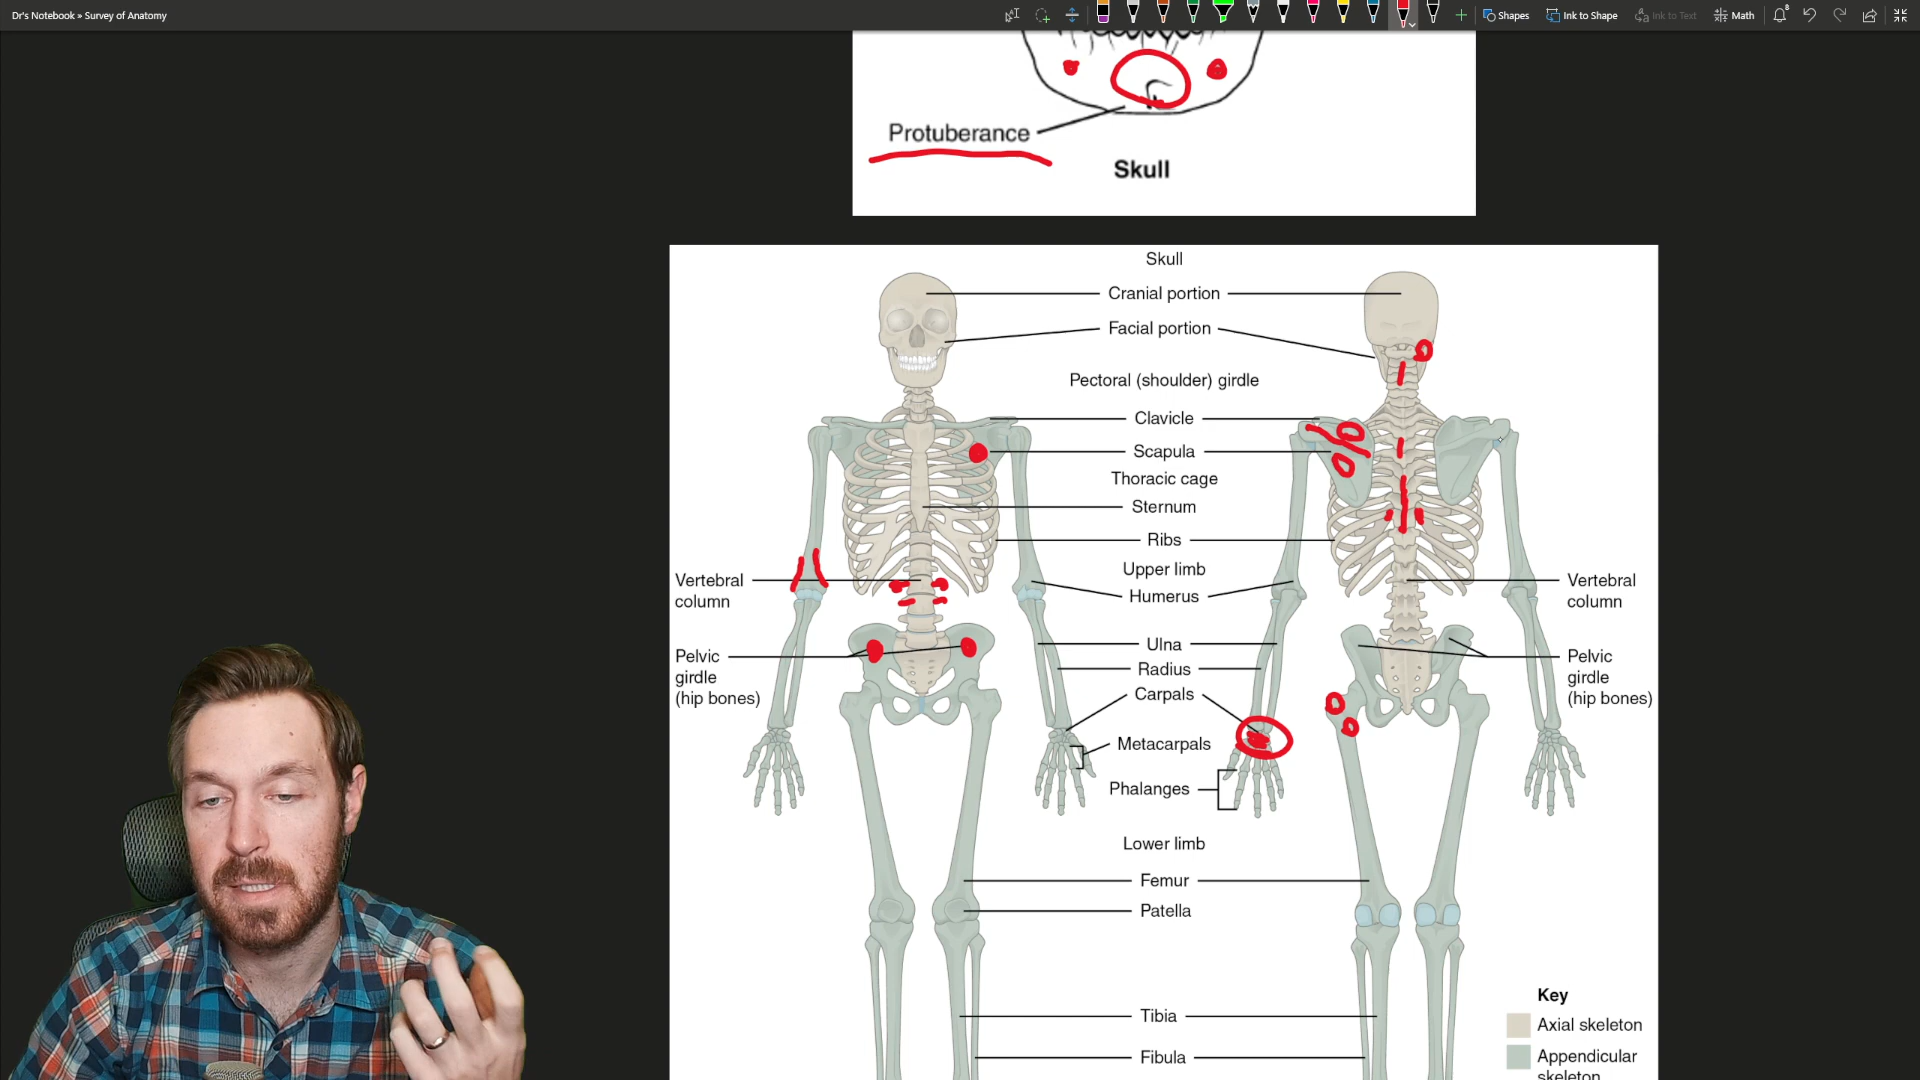 Dr's Notebook » Survey of Anatomy
Shapes
Ink to Shape
Ink to Text
Math
Protuberance
Skull
Skull
Cranial portion
Facial portion
Pectoral (shoulder) girdle
Clavicle
Scapula
Thoracic cage
Sternum
Ribs
Upper limb
Humerus
Vertebral
column
Vertebral
column
Ulna
Radius
Carpals
Pelvic
girdle
(hip bones)
Pelvic
girdle
(hip bones)
Metacarpals
Phalanges
Lower limb
Femur
Patella
Tibia
Fibula
Key
Axial skeleton
Appendicular
skeleton